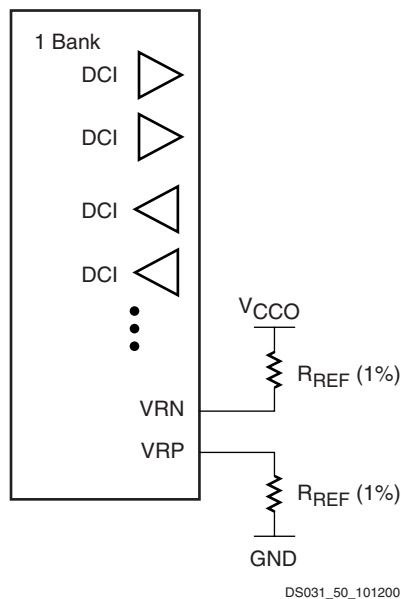 1 Bank
DCI
DCI
DCI
DCI
VCCO
RREF (1%)
VRN
VRP
RREF (1%)
GND
DS031_50_101200